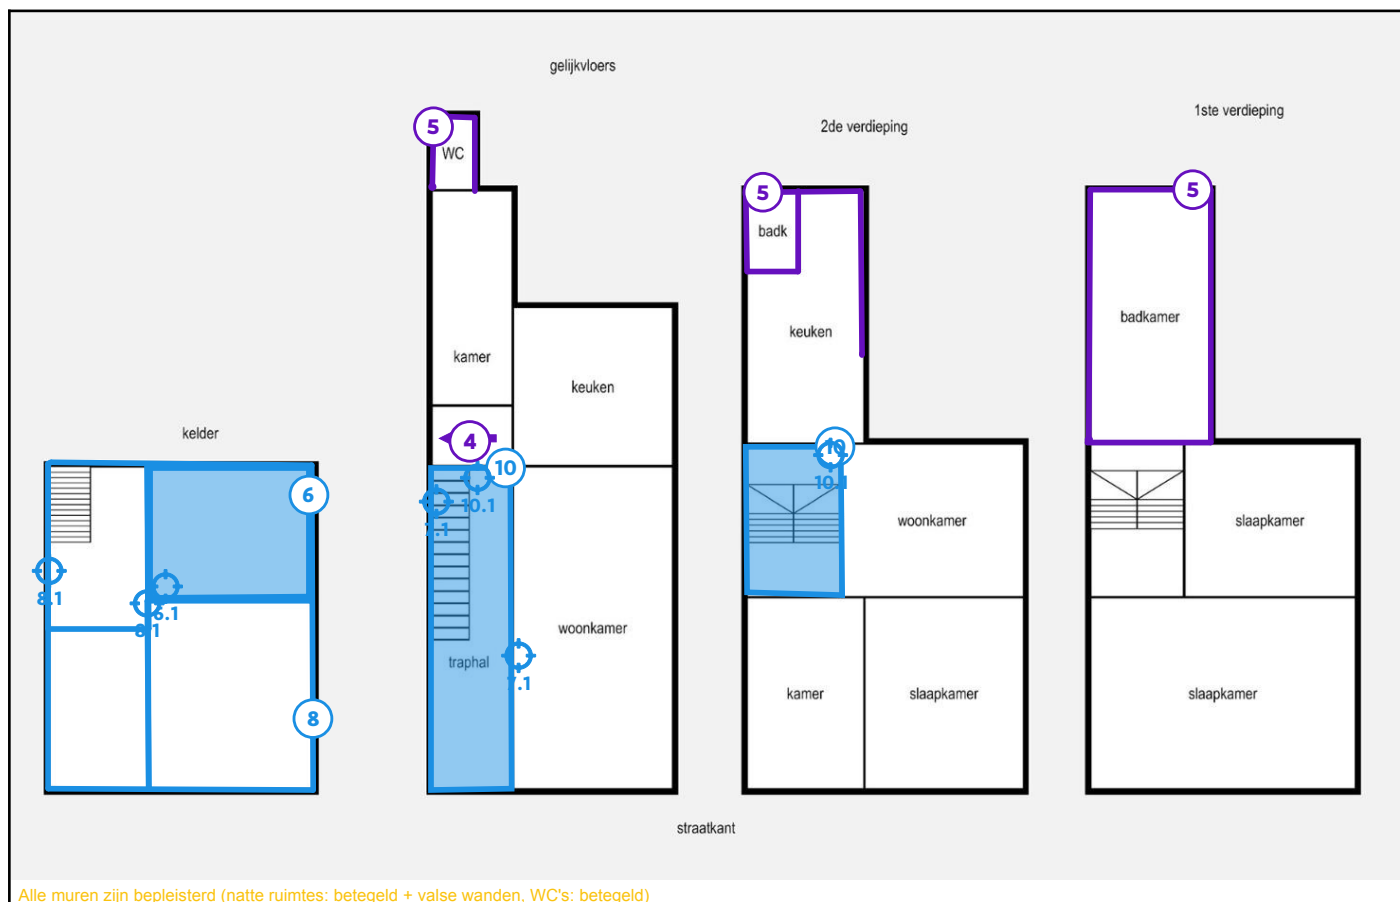 gelijkvloers
1ste verdieping
2de verdieping
5
WC
5
badk
5
badkamer
keuken
kamer
keuken
kelder
4
10
10
10.1
10.1
7.1
6
woonkamer
slaapkamer
8.1
6.1
8.1
woonkamer
traphal
7.1
8
kamer
slaapkamer
slaapkamer
straatkant
Alle muren zijn bepleisterd (natte ruimtes: betegeld + valse wanden, WC's: betegeld)